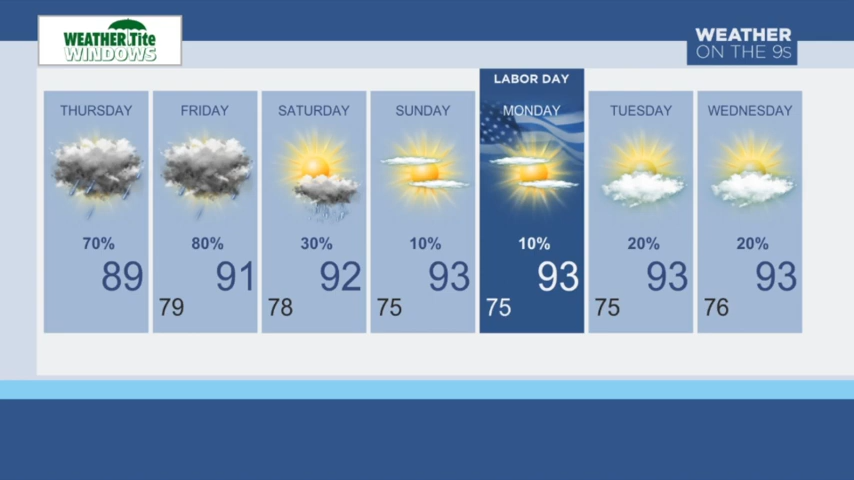 WEATHER Tite
WINDOWS
WEATHER
ON THE 9s
LABOR DAY
THURSDAY FRIDAY SATURDAY SUNDAY MONDAY TUESDAY WEDNESDAY
70% 80% 30% 10% 10% 20% 20%
89 91 92 93 93 93 93
79 78 75 75 75 76